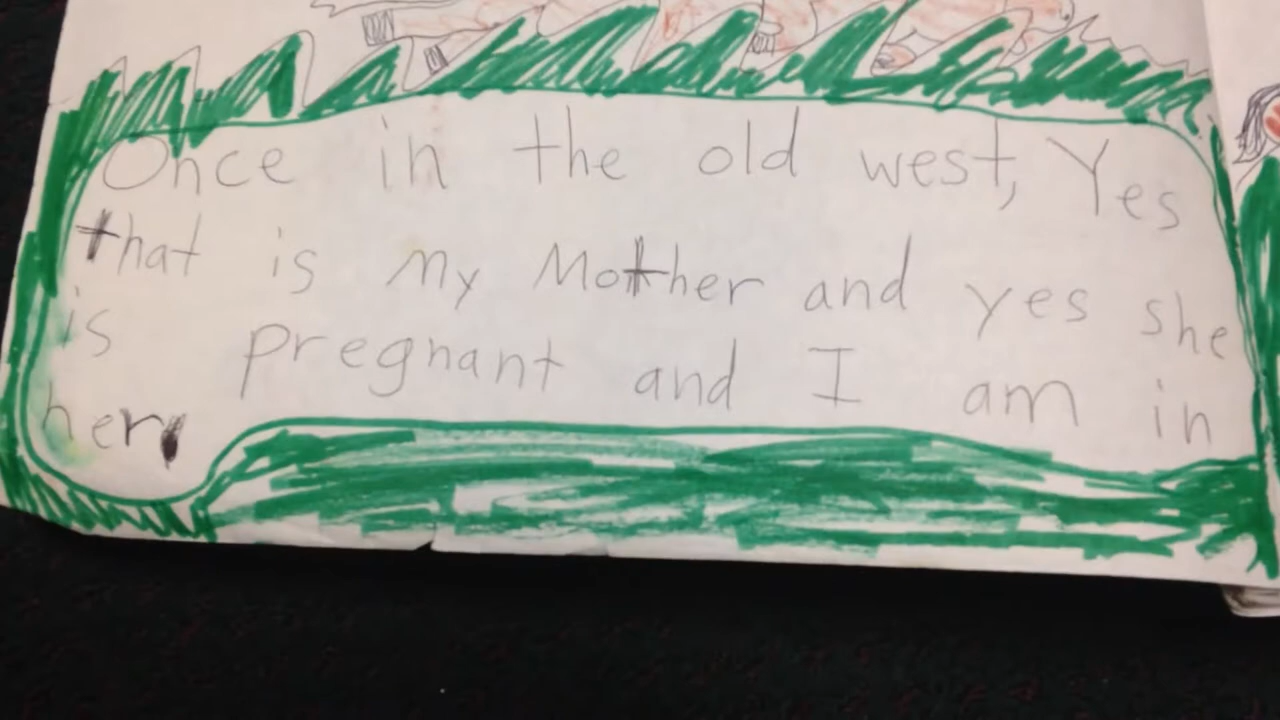 Once in the old west, Yes
that is my Mother and yes she
is pregnant and I am in
her